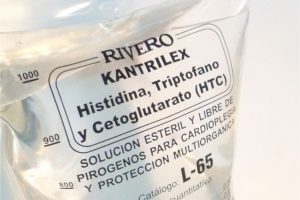 RIVERO
KANTRILEX
Histidina, Triptofano
y Cetoglutarato (HTC)
SOLUCION ESTERIL Y LIBRE DE
PIROGENOS PARA CARDIOPLEGIA
Y PROTECCION MULTIORGANICA
Catálogo: L-65
1000
900
800